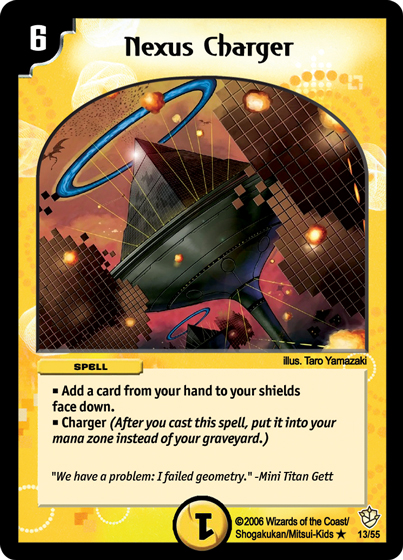 6
Nexus Charger
illus. Taro Yamazaki
SPELL
▪ Add a card from your hand to your shields
face down.
▪ Charger (After you cast this spell, put it into your
mana zone instead of your graveyard.)
"We have a problem: I failed geometry." -Mini Titan Gett
1
©2006 Wizards of the Coast/
Shogakukan/Mitsui-Kids ★ 13/55